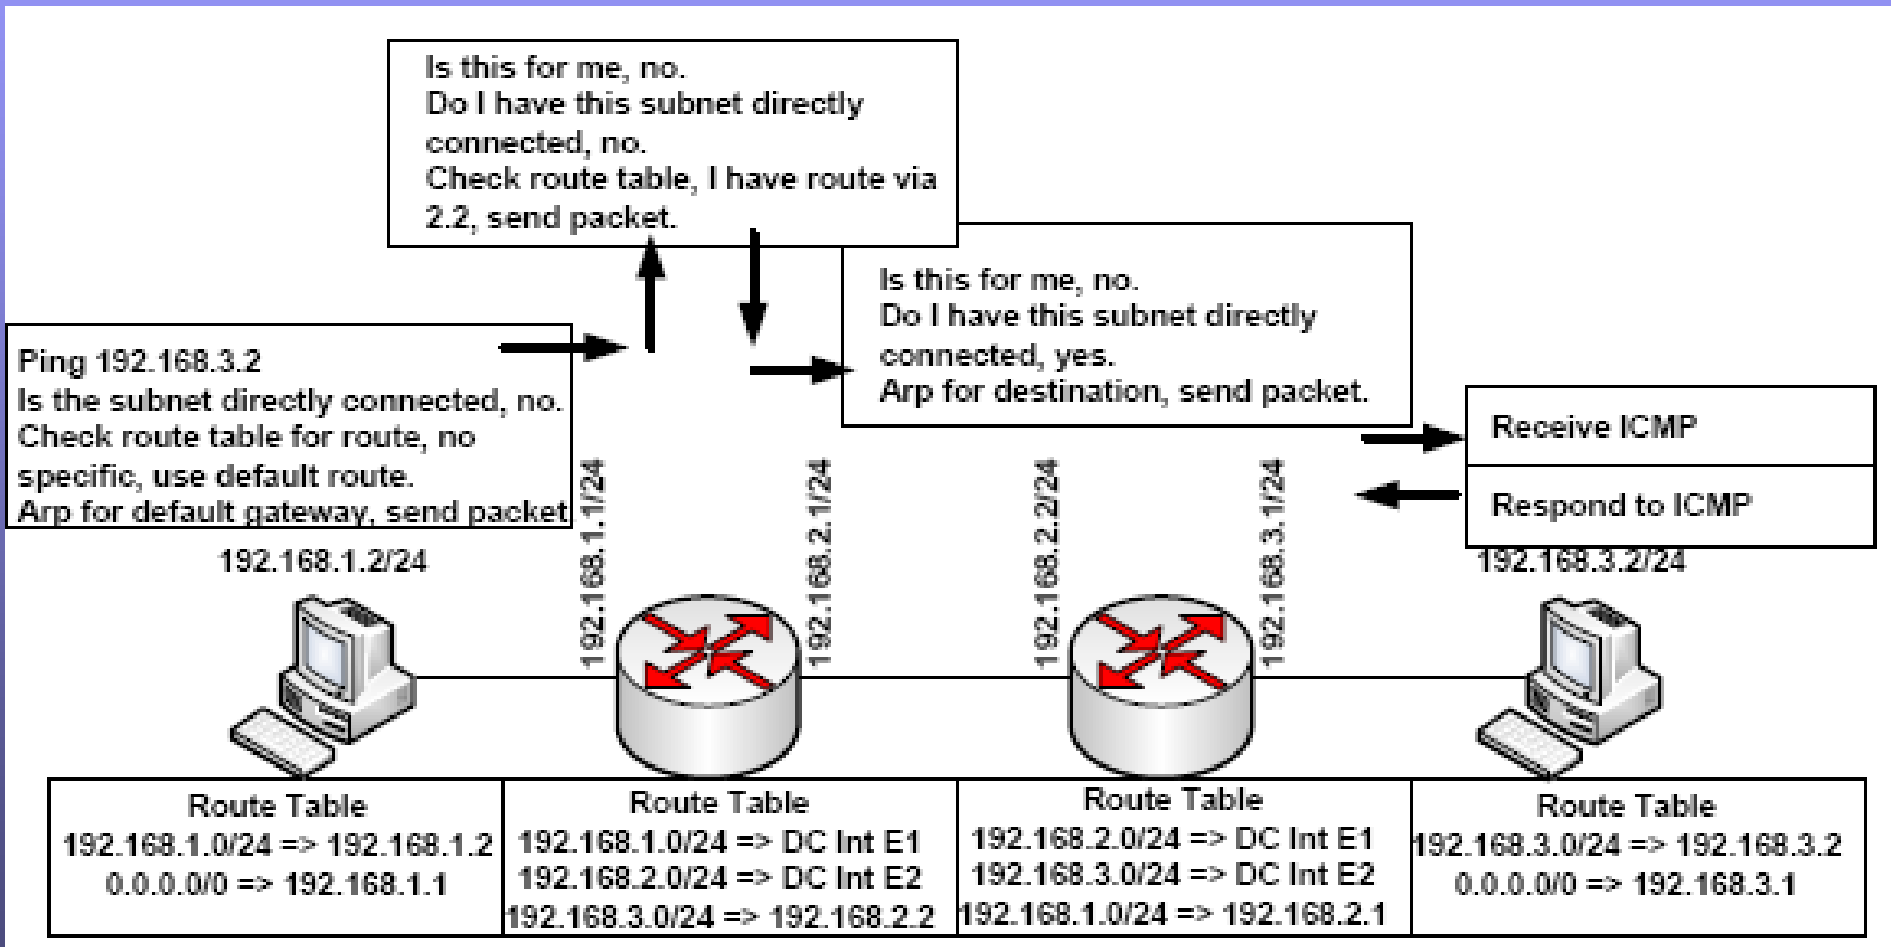 Is this for me, no.
Do I have this subnet directly
connected, no.
Check route table, I have route via
2.2, send packet.
Is this for me, no.
Do I have this subnet directly
connected, yes.
Arp for destination, send packet.
Ping 192.168.3.2
Is the subnet directly connected, no.
Check route table for route, no
specific, use default route.
Arp for default gateway, send packet
Receive ICMP
Respond to ICMP
192.168.1.2/24
192.168.1.1/24
192.168.2.1/24
192.168.2.2/24
192.168.3.1/24
192.168.3.2/24
Route Table
192.168.1.0/24 => 192.168.1.2
0.0.0.0/0 => 192.168.1.1
Route Table
192.168.1.0/24 => DC Int E1
192.168.2.0/24 => DC Int E2
192.168.3.0/24 => 192.168.2.2
Route Table
192.168.2.0/24 => DC Int E1
192.168.3.0/24 => DC Int E2
192.168.1.0/24 => 192.168.2.1
Route Table
192.168.3.0/24 => 192.168.3.2
0.0.0.0/0 => 192.168.3.1